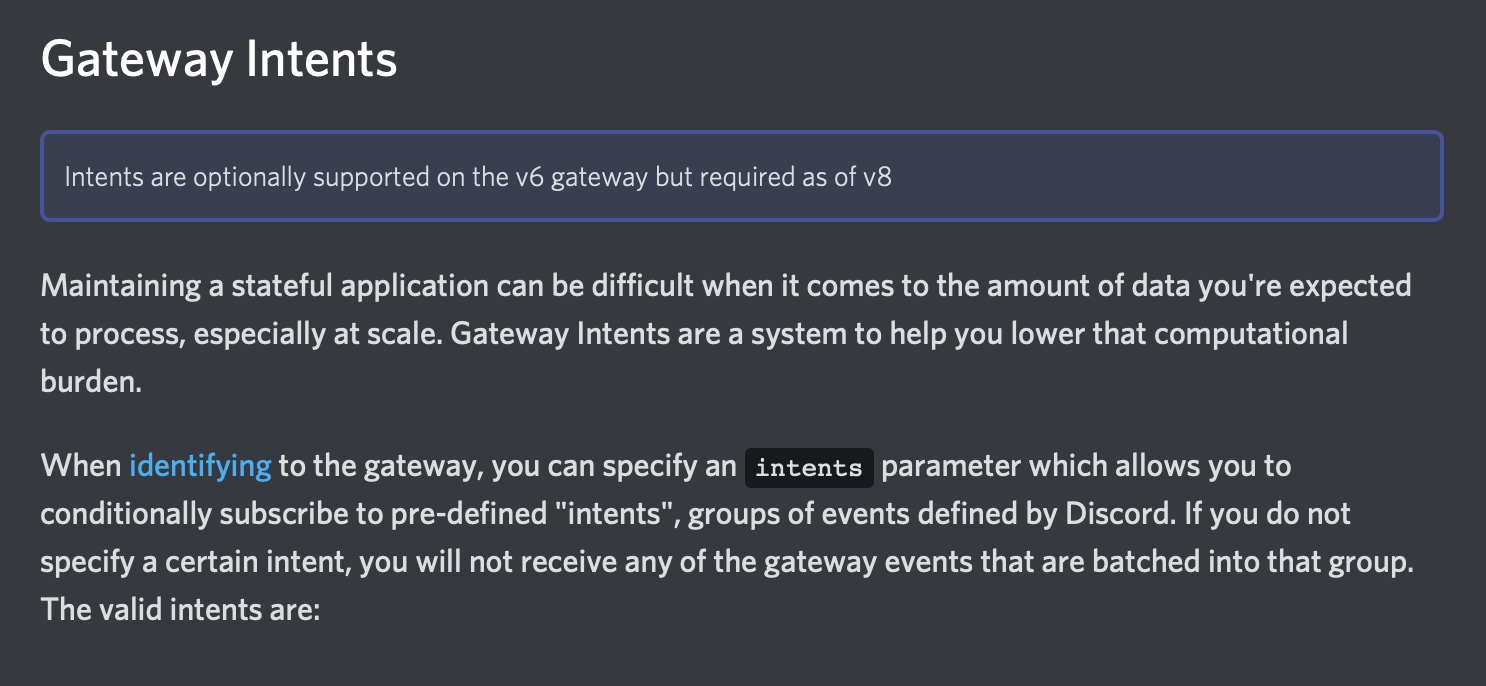 Gateway Intents
Intents are optionally supported on the v6 gateway but required as of v8
Maintaining a stateful application can be difficult when it comes to the amount of data you're expected
to process, especially at scale. Gateway Intents are a system to help you lower that computational
burden.
When identifying to the gateway, you can specify an intents parameter which allows you to
conditionally subscribe to pre-defined "intents", groups of events defined by Discord. If you do not
specify a certain intent, you will not receive any of the gateway events that are batched into that group.
The valid intents are: